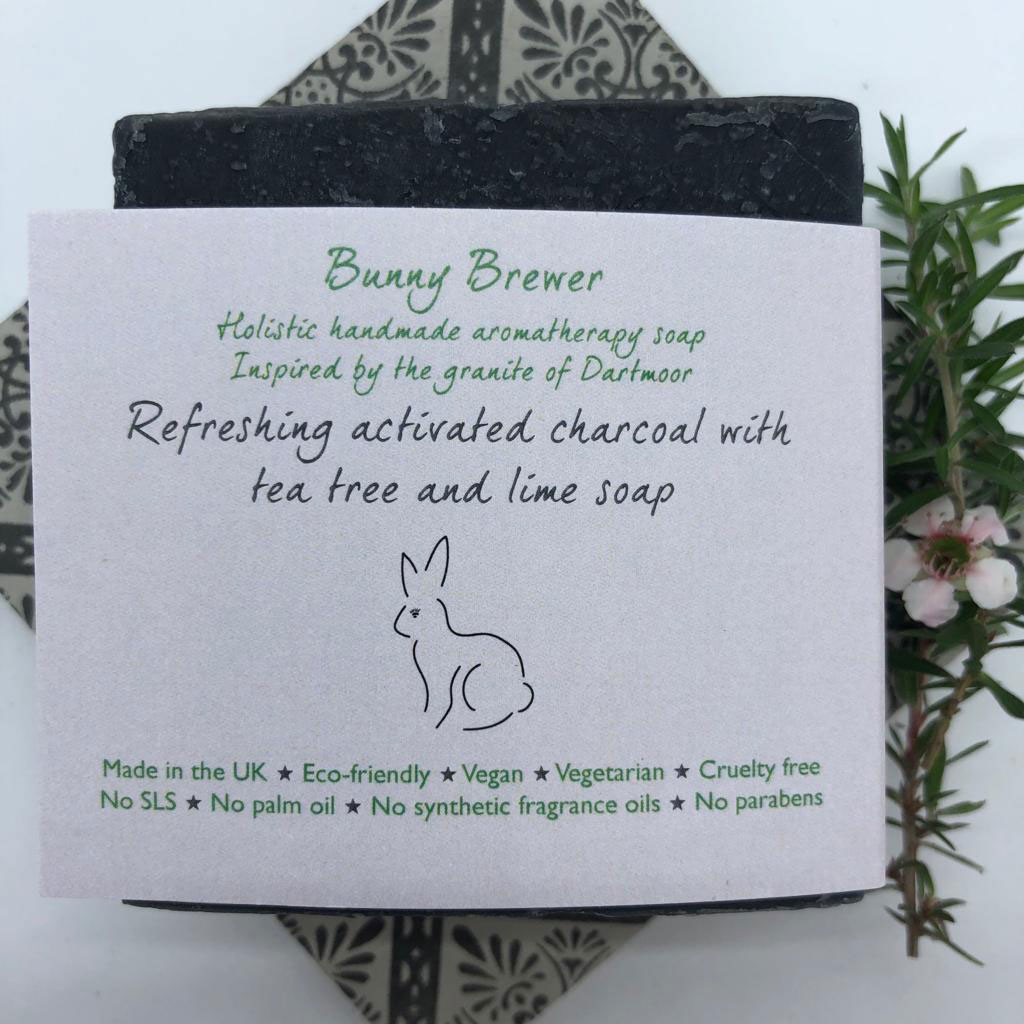 Bunny Brewer
Holistic handmade aromatherapy soap
Inspired by the granite of Dartmoor
Refreshing activated charcoal with
tea tree and lime soap
Made in the UK ★ Eco-friendly ★ Vegan ★ Vegetarian ★ Cruelty free
No SLS ★ No palm oil ★ No synthetic fragrance oils ★ No parabens